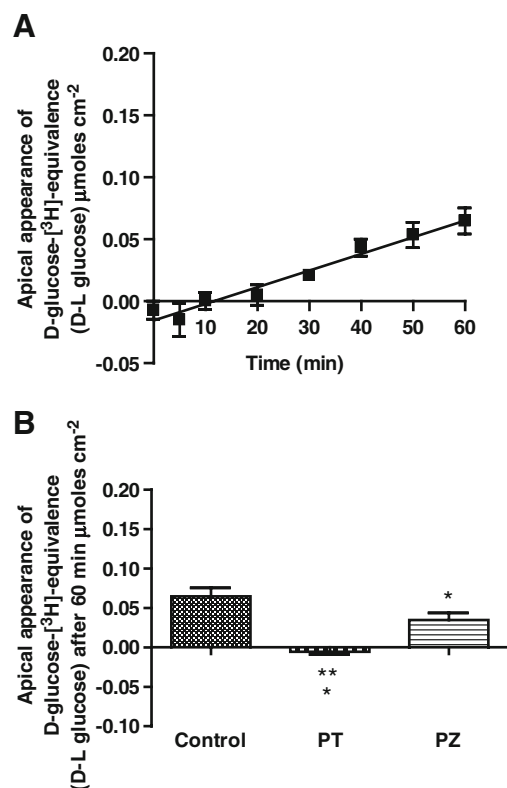 A
Apical appearance of
D-glucose-[³H]-equivalence
(D-L glucose) μmoles cm⁻²
0.20
0.15
0.10
0.05
0.00
-0.05
10 20 30 40 50 60
Time (min)
B
Apical appearance of
D-glucose-[³H]-equivalence
(D-L glucose) after 60 min μmoles cm⁻²
0.20
0.15
0.10
0.05
0.00
-0.05
-0.10
*
**
*
Control PT PZ